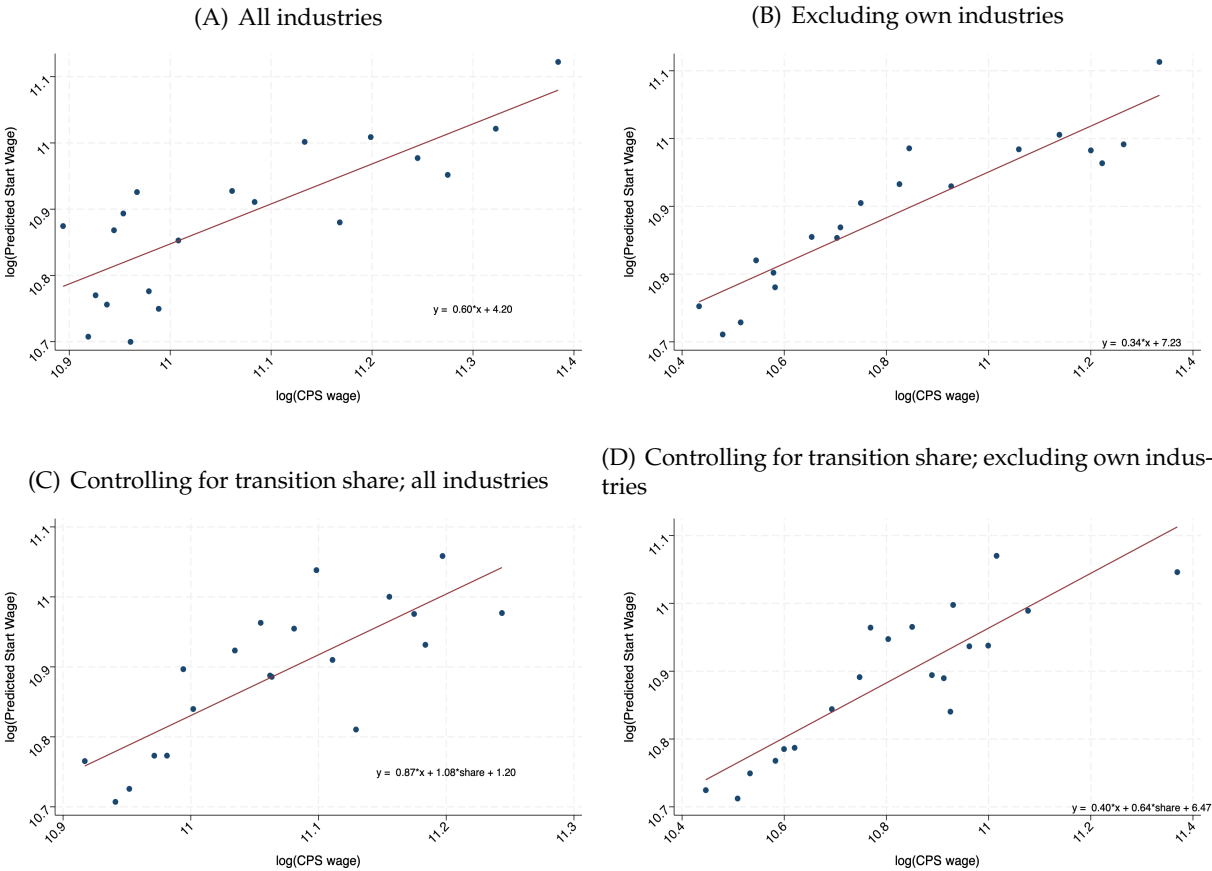 (A) All industries
log(Predicted Start Wage)
11.1
11
10.9
10.8
10.7
y = 0.60*x + 4.20
10.9
11
11.1
11.2
11.3
11.4
log(CPS wage)
(B) Excluding own industries
log(Predicted Start Wage)
11.1
11
10.9
10.8
10.7
y = 0.34*x + 7.23
10.4
10.6
10.8
11
11.2
11.4
log(CPS wage)
(C) Controlling for transition share; all industries
log(Predicted Start Wage)
11.1
11
10.9
10.8
10.7
y = 0.87*x + 1.08*share + 1.20
10.9
11
11.1
11.2
11.3
log(CPS wage)
(D) Controlling for transition share; excluding own indus-
tries
log(Predicted Start Wage)
11.1
11
10.9
10.8
10.7
y = 0.40*x + 0.64*share + 6.47
10.4
10.6
10.8
11
11.2
11.4
log(CPS wage)